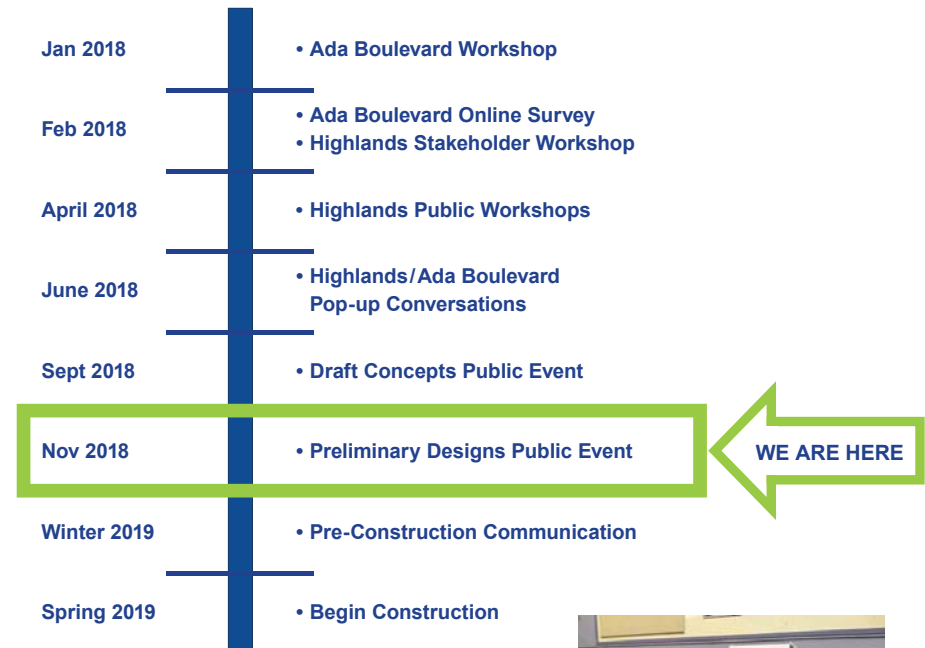 Jan 2018
• Ada Boulevard Workshop
Feb 2018
• Ada Boulevard Online Survey
• Highlands Stakeholder Workshop
April 2018
• Highlands Public Workshops
June 2018
• Highlands/Ada Boulevard
Pop-up Conversations
Sept 2018
• Draft Concepts Public Event
Nov 2018
• Preliminary Designs Public Event
WE ARE HERE
Winter 2019
• Pre-Construction Communication
Spring 2019
• Begin Construction